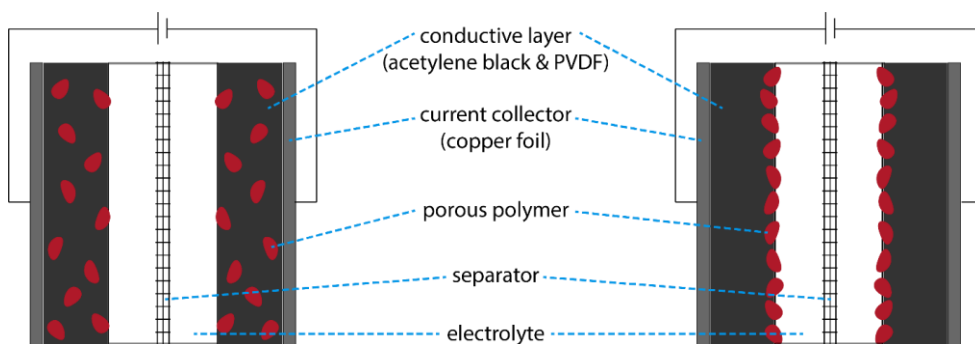 conductive layer
(acetylene black & PVDF)
current collector
(copper foil)
porous polymer
separator
electrolyte